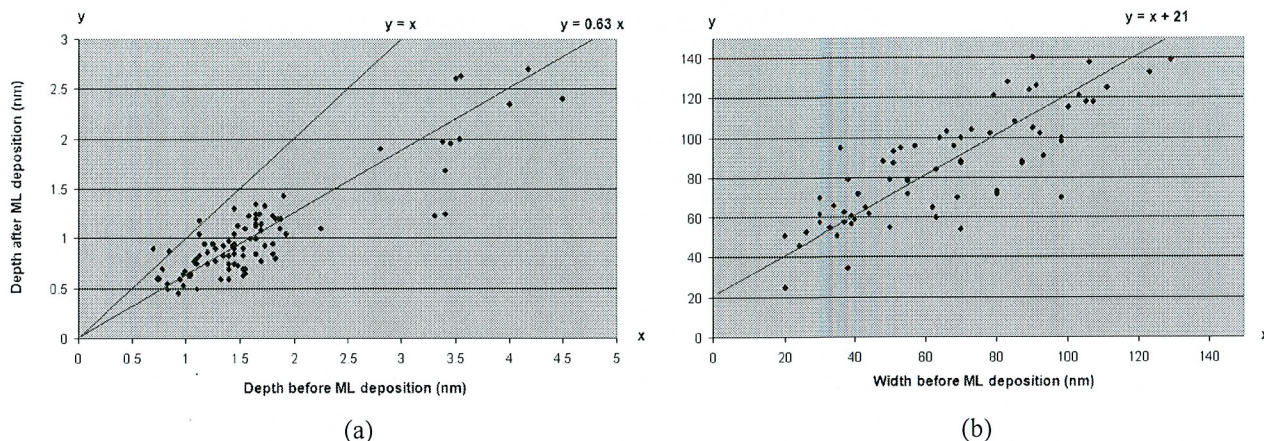 y
y = x
y = 0.63 x
3
2.5
2
1.5
1
0.5
0
Depth after ML deposition (nm)
0
0.5
1
1.5
2
2.5
3
3.5
4
4.5
5
x
Depth before ML deposition (nm)
(a)
y
y = x + 21
140
120
100
80
60
40
20
0
0
20
40
60
80
100
120
140
x
Width before ML deposition (nm)
(b)